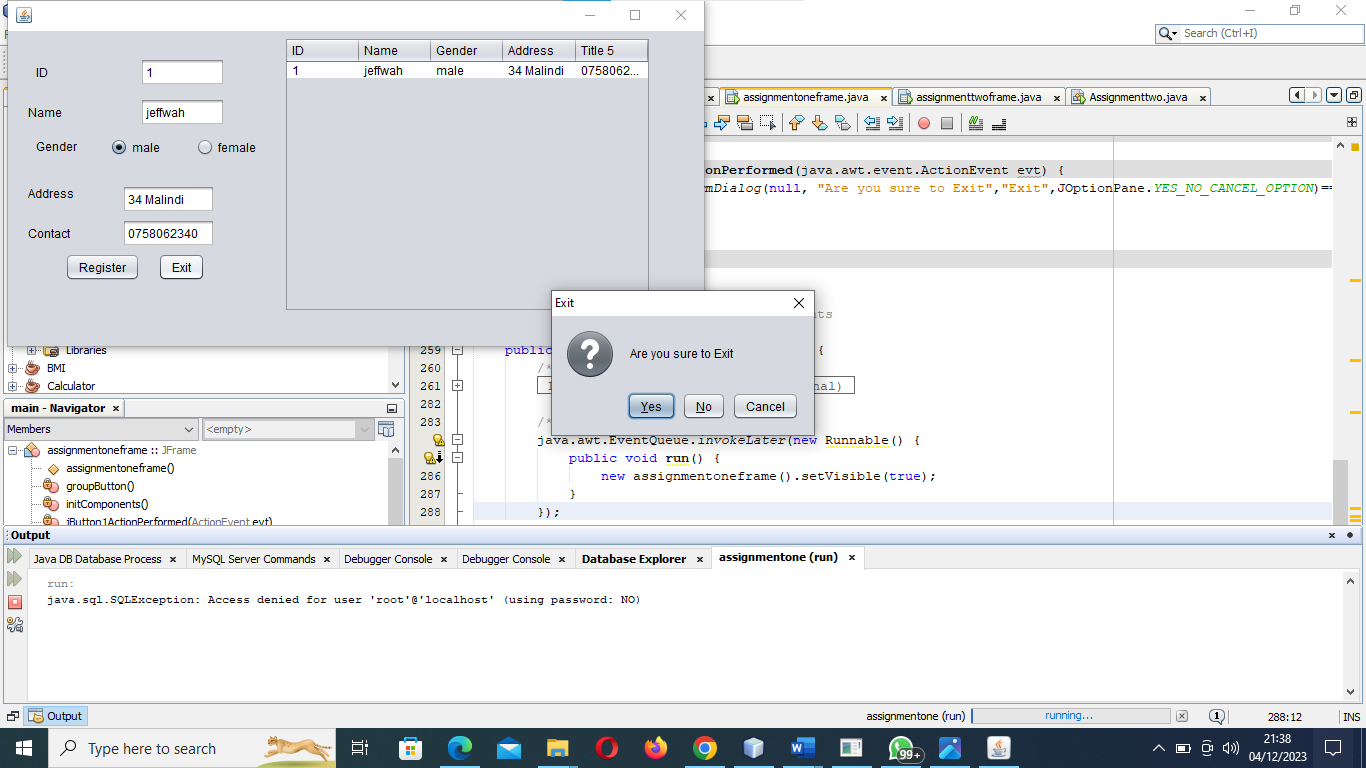 ID
1
Name
jeffwah
Gender
male
female
Address
34 Malindi
Contact
0758062340
Register
Exit
ID Name Gender Address Title 5
1 jeffwah male 34 Malindi 0758062...
Search (Ctrl+I)
assignmentoneframe.java
assignmenttwoframe.java
Assignmenttwo.java
onPerformed(java.awt.event.ActionEvent evt) {
mDialog(null, "Are you sure to Exit","Exit",JOptionPane.YES_NO_CANCEL_OPTION)==
Exit
Are you sure to Exit
Yes
No
Cancel
Libraries
BMI
Calculator
main - Navigator
Members
<empty>
assignmentoneframe :: JFrame
assignmentoneframe()
groupButton()
initComponents()
jButton1ActionPerformed(ActionEvent evt)
259 public {
260 /*
261 nal)
282
283 /*
java.awt.EventQueue.invokeLater(new Runnable() {
public void run() {
286 new assignmentoneframe().setVisible(true);
287 }
288 });
Output
Java DB Database Process
MySQL Server Commands
Debugger Console
Debugger Console
Database Explorer
assignmentone (run)
run:
java.sql.SQLException: Access denied for user 'root'@'localhost' (using password: NO)
Output
assignmentone (run)
running...
1
288:12
INS
Type here to search
99+
21:38
04/12/2023